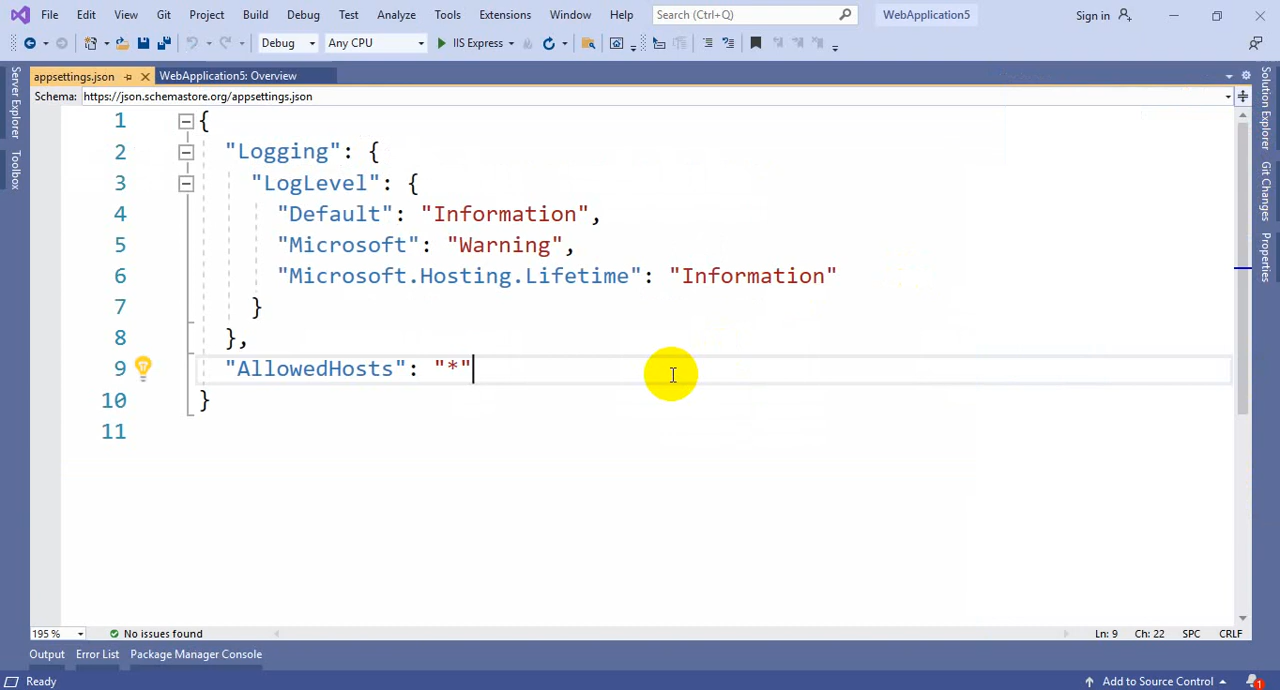 File Edit View Git Project Build Debug Test Analyze Tools Extensions Window Help Search (Ctrl+Q) WebApplication5 Sign in
Debug Any CPU IIS Express
appsettings.json WebApplication5: Overview
Schema: https://json.schemastore.org/appsettings.json
Server Explorer
Toolbox
1 {
2 "Logging": {
3 "LogLevel": {
4 "Default": "Information",
5 "Microsoft": "Warning",
6 "Microsoft.Hosting.Lifetime": "Information"
7 }
8 },
9 "AllowedHosts": "*"
10 }
11
Solution Explorer
Git Changes
Properties
195 % No issues found Ln: 9 Ch: 22 SPC CRLF
Output Error List Package Manager Console
Ready Add to Source Control 1